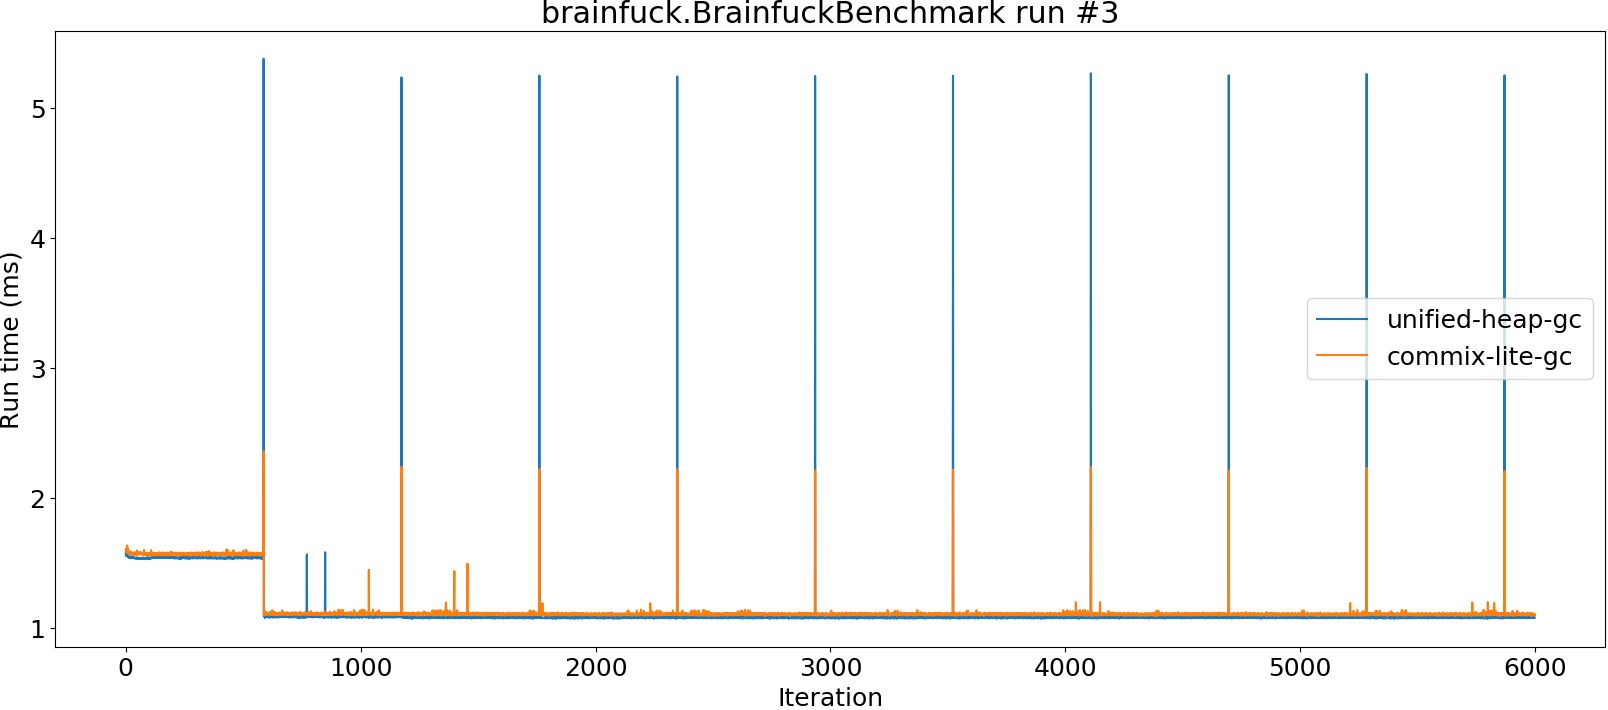 brainfuck.BrainfuckBenchmark run #3
Run time (ms)
5
4
3
2
1
unified-heap-gc
commix-lite-gc
0 1000 2000 3000 4000 5000 6000
Iteration